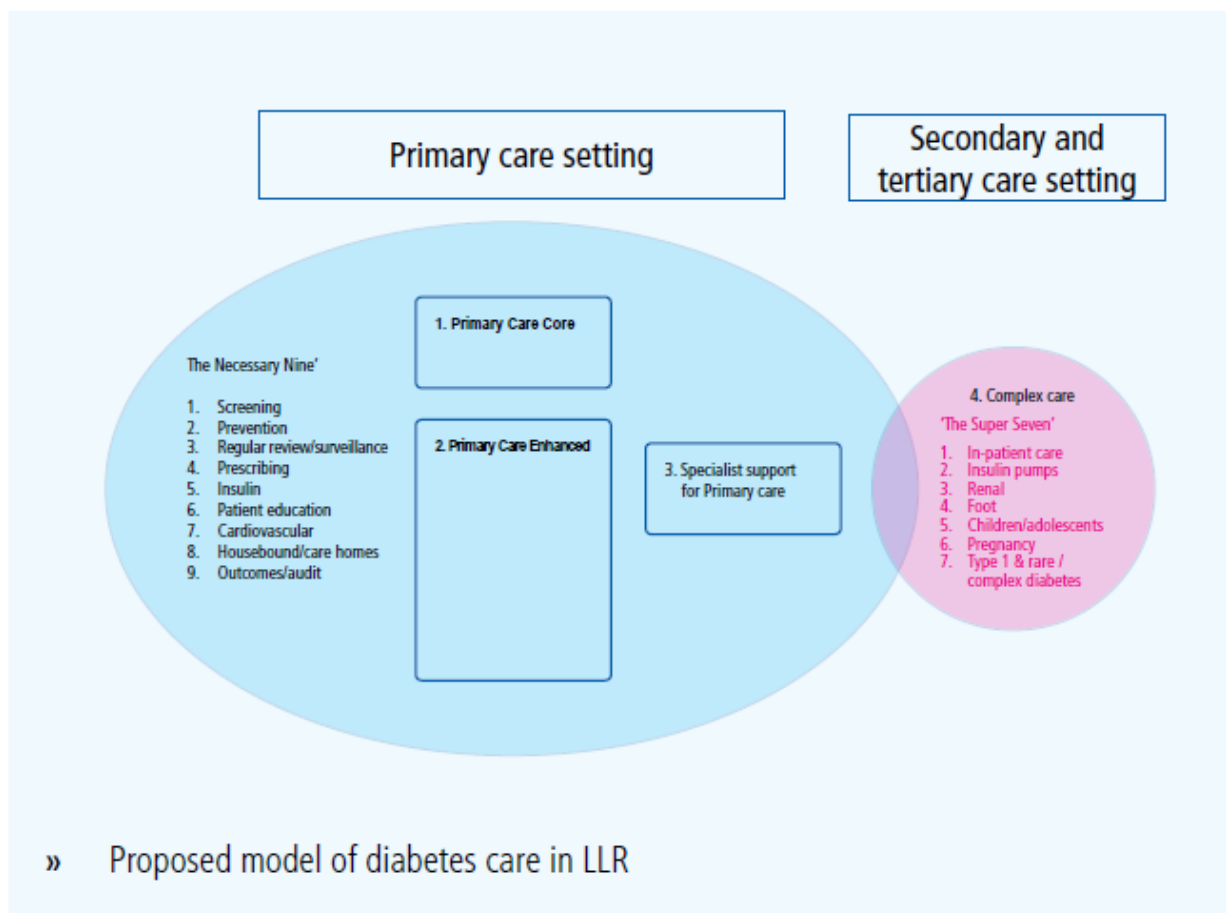 Primary care setting
Secondary and
tertiary care setting
The Necessary Nine'
1. Screening
2. Prevention
3. Regular review/surveillance
4. Prescribing
5. Insulin
6. Patient education
7. Cardiovascular
8. Housebound/care homes
9. Outcomes/audit
1. Primary Care Core
2. Primary Care Enhanced
3. Specialist support
for Primary care
4. Complex care
'The Super Seven'
1. In-patient care
2. Insulin pumps
3. Renal
4. Foot
5. Children/adolescents
6. Pregnancy
7. Type 1 & rare /
complex diabetes
» Proposed model of diabetes care in LLR